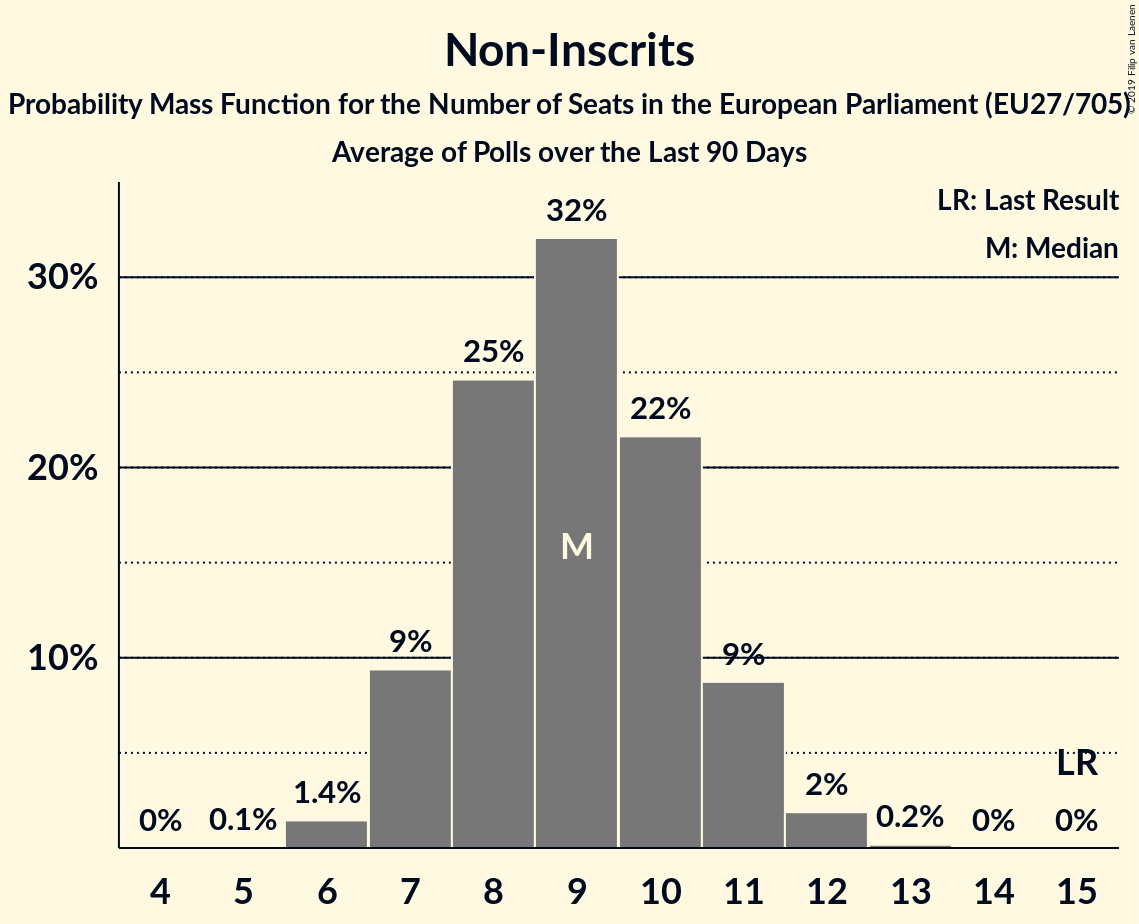 Non-Inscrits
Probability Mass Function for the Number of Seats in the European Parliament (EU27/705)
Average of Polls over the Last 90 Days
© 2019 Filip van Laenen
LR: Last Result
M: Median
32%
30%
25%
22%
20%
M
9%
9%
10%
LR
1.4%
2%
0%
0.1%
0.2%
0%
0%
4 5 6 7 8 9 10 11 12 13 14 15